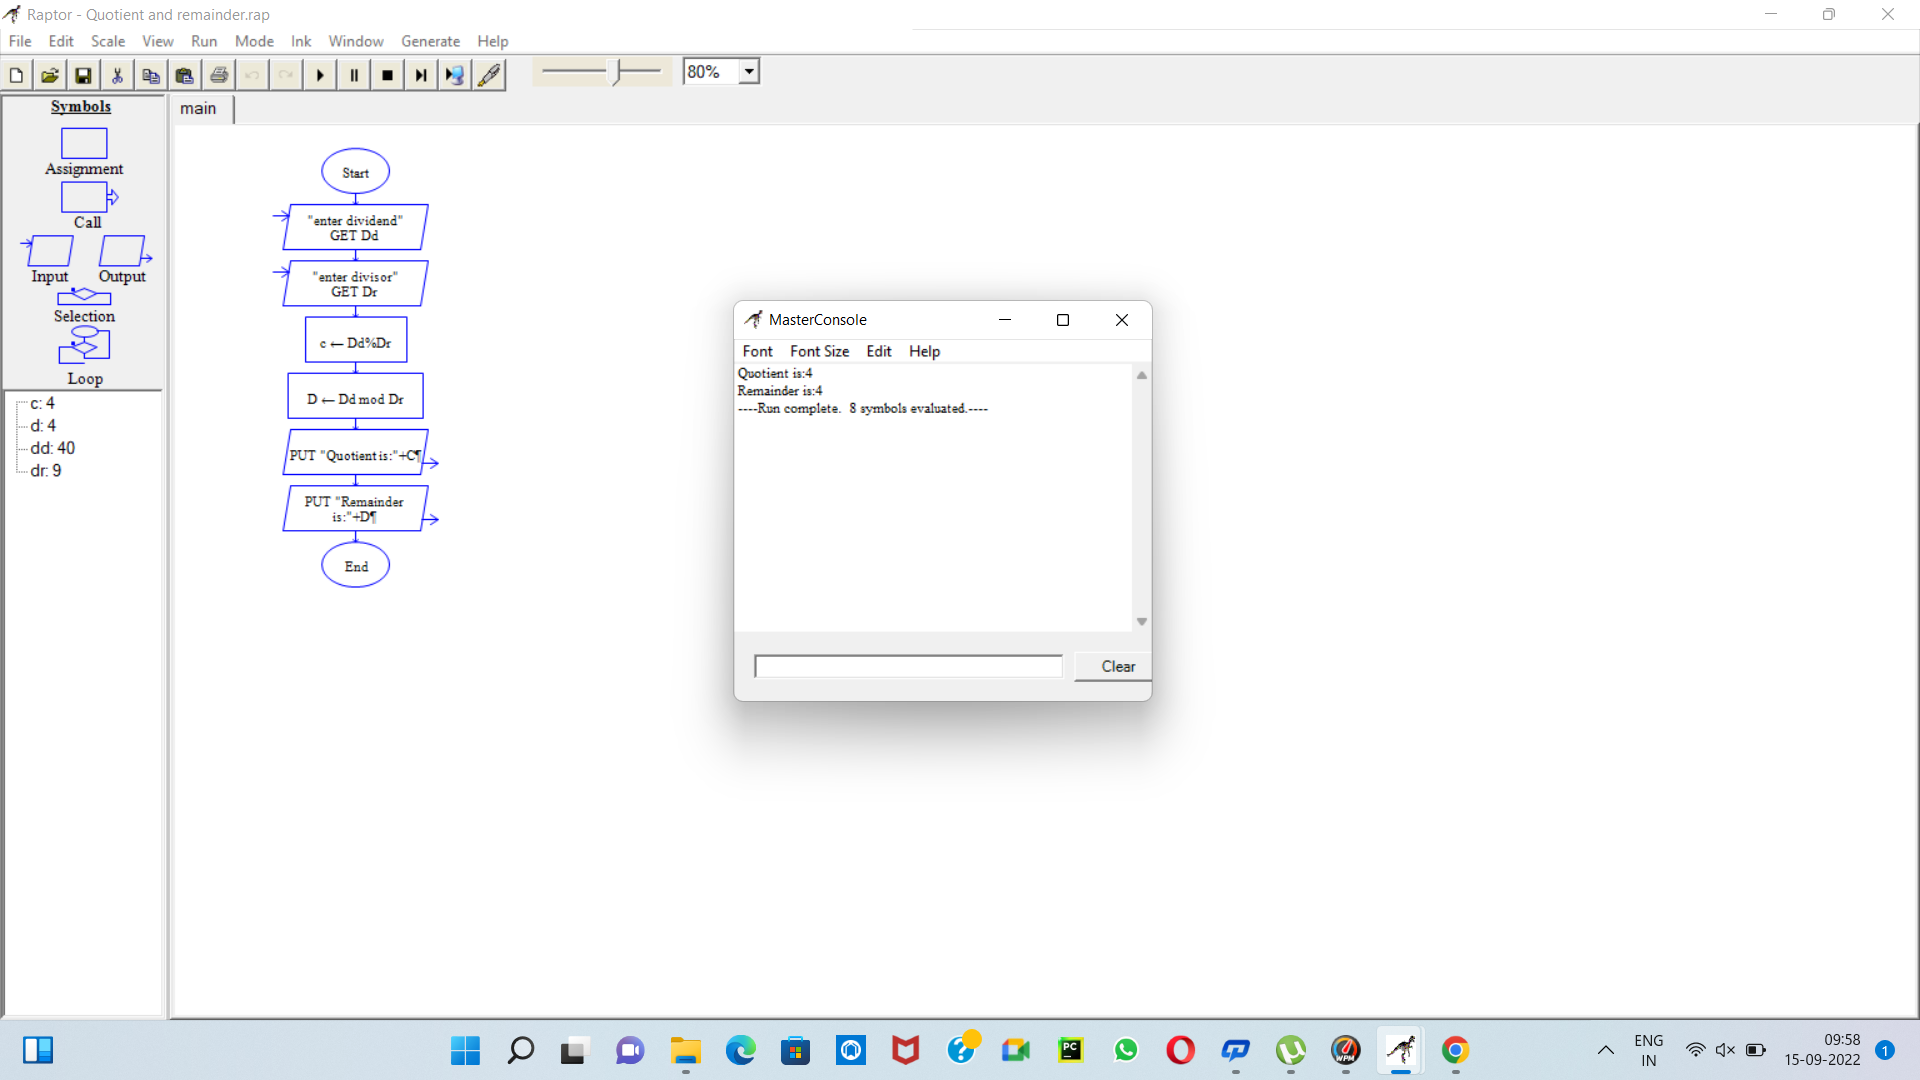 Raptor - Quotient and remainder.rap
File Edit Scale View Run Mode Ink Window Generate Help
80%
Symbols
Assignment
Call
Input Output
Selection
Loop
c: 4
d: 4
dd: 40
dr: 9
main
Start
"enter dividend"
GET Dd
"enter divisor"
GET Dr
c ← Dd%Dr
D ← Dd mod Dr
PUT "Quotient is:"+C¶
PUT "Remainder
is:"+D¶
End
MasterConsole
Font Font Size Edit Help
Quotient is:4
Remainder is:4
----Run complete.  8 symbols evaluated.----
Clear
PC
WPM
ENG
IN
09:58
15-09-2022
1